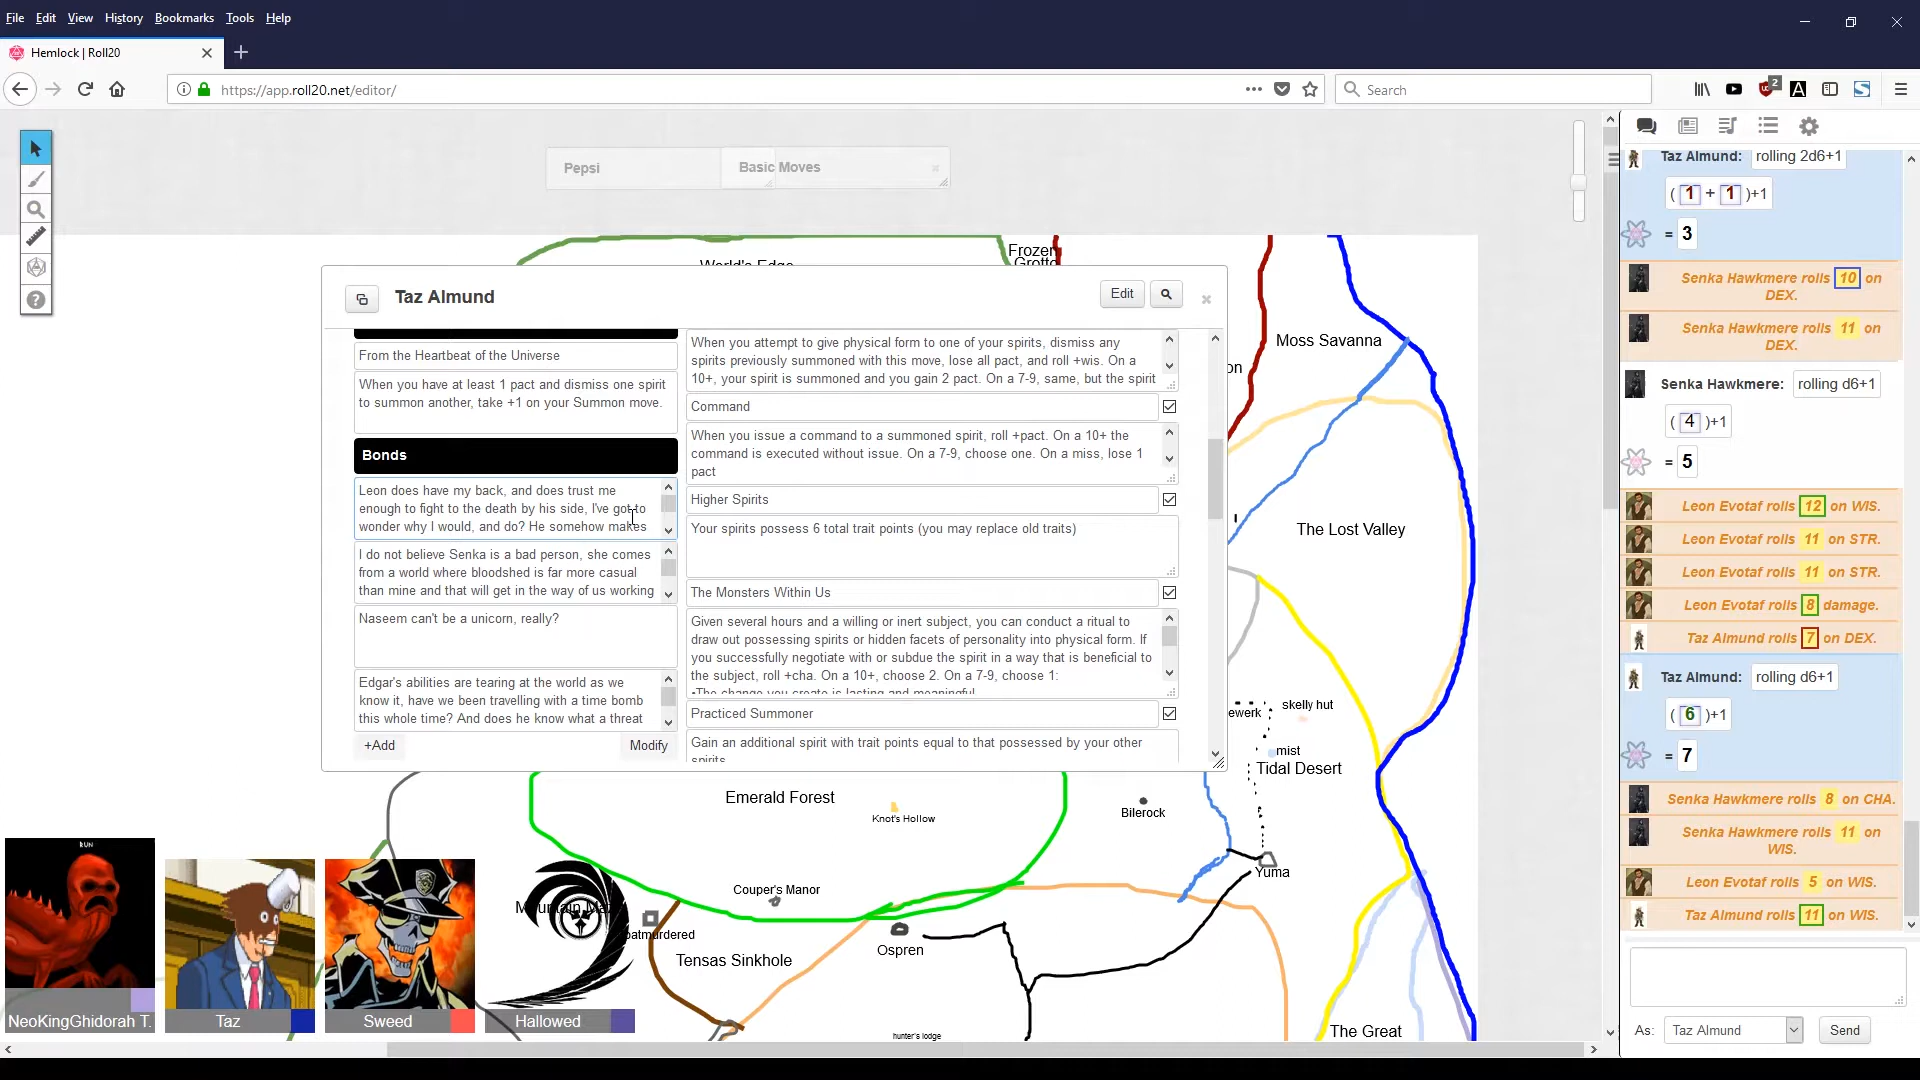 File Edit View History Bookmarks Tools Help
Hemlock | Roll20
https://app.roll20.net/editor/
Search
2
Pepsi
Basic Moves
World's Edge
Frozen
Grotto
Moss Savanna
The Lost Valley
skelly hut
mist
Tidal Desert
Emerald Forest
Knot's Hollow
Bilerock
Yuma
Couper's Manor
Ospren
Tensas Sinkhole
hunter's lodge
The Great
Taz Almund
Edit
From the Heartbeat of the Universe
When you have at least 1 pact and dismiss one spirit
to summon another, take +1 on your Summon move.
Bonds
Leon does have my back, and does trust me
enough to fight to the death by his side, I've got to
wonder why I would, and do? He somehow makes
I do not believe Senka is a bad person, she comes
from a world where bloodshed is far more casual
than mine and that will get in the way of us working
Naseem can't be a unicorn, really?
Edgar's abilities are tearing at the world as we
know it, have we been travelling with a time bomb
this whole time? And does he know what a threat
+Add
Modify
When you attempt to give physical form to one of your spirits, dismiss any
spirits previously summoned with this move, lose all pact, and roll +wis. On a
10+, your spirit is summoned and you gain 2 pact. On a 7-9, same, but the spirit
Command
When you issue a command to a summoned spirit, roll +pact. On a 10+ the
command is executed without issue. On a 7-9, choose one. On a miss, lose 1
pact
Higher Spirits
Your spirits possess 6 total trait points (you may replace old traits)
The Monsters Within Us
Given several hours and a willing or inert subject, you can conduct a ritual to
draw out possessing spirits or hidden facets of personality into physical form. If
you successfully negotiate with or subdue the spirit in a way that is beneficial to
the subject, roll +cha. On a 10+, choose 2. On a 7-9, choose 1:
•The change you create is lasting and meaningful
Practiced Summoner
Gain an additional spirit with trait points equal to that possessed by your other
spirits
RUN
NeoKingGhidorah T.
Taz
Sweed
Hallowed
Taz Almund: rolling 2d6+1
( 1 + 1 )+1
= 3
Senka Hawkmere rolls 10 on
DEX.
Senka Hawkmere rolls 11 on
DEX.
Senka Hawkmere: rolling d6+1
( 4 )+1
= 5
Leon Evotaf rolls 12 on WIS.
Leon Evotaf rolls 11 on STR.
Leon Evotaf rolls 11 on STR.
Leon Evotaf rolls 8 damage.
Taz Almund rolls 7 on DEX.
Taz Almund: rolling d6+1
( 6 )+1
= 7
Senka Hawkmere rolls 8 on CHA.
Senka Hawkmere rolls 11 on
WIS.
Leon Evotaf rolls 5 on WIS.
Taz Almund rolls 11 on WIS.
As: Taz Almund Send